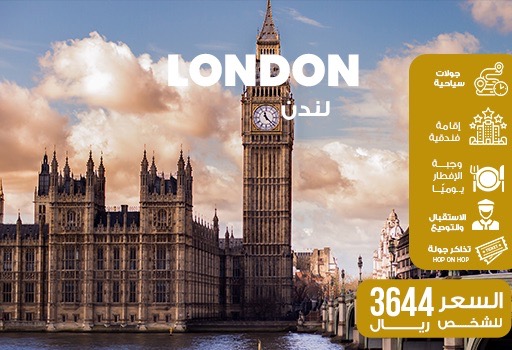 LONDON
لندن
جولات
سياحية
إقامة
فندقية
وجبة
الإفطار
يوميًا
الاستقبال
والتوديع
تذاكر جولة
HOP ON HOP
السعر 3644
للشخص ريال